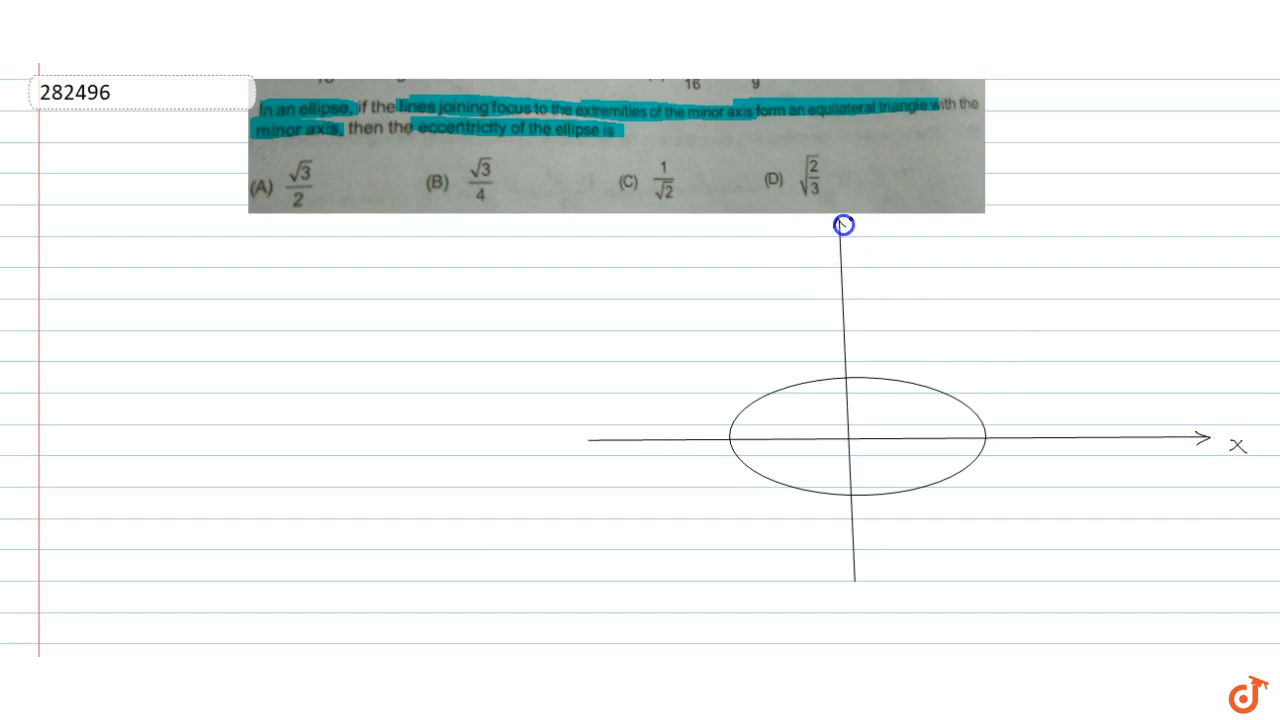 282496
16 9
In an ellipse, if the lines joining focus to the extremities of the minor axis form an equilateral triangle with the
minor axis, then the eccentricity of the ellipse is
(A) √3/2 (B) √3/4 (C) 1/√2 (D) √(2/3)
x